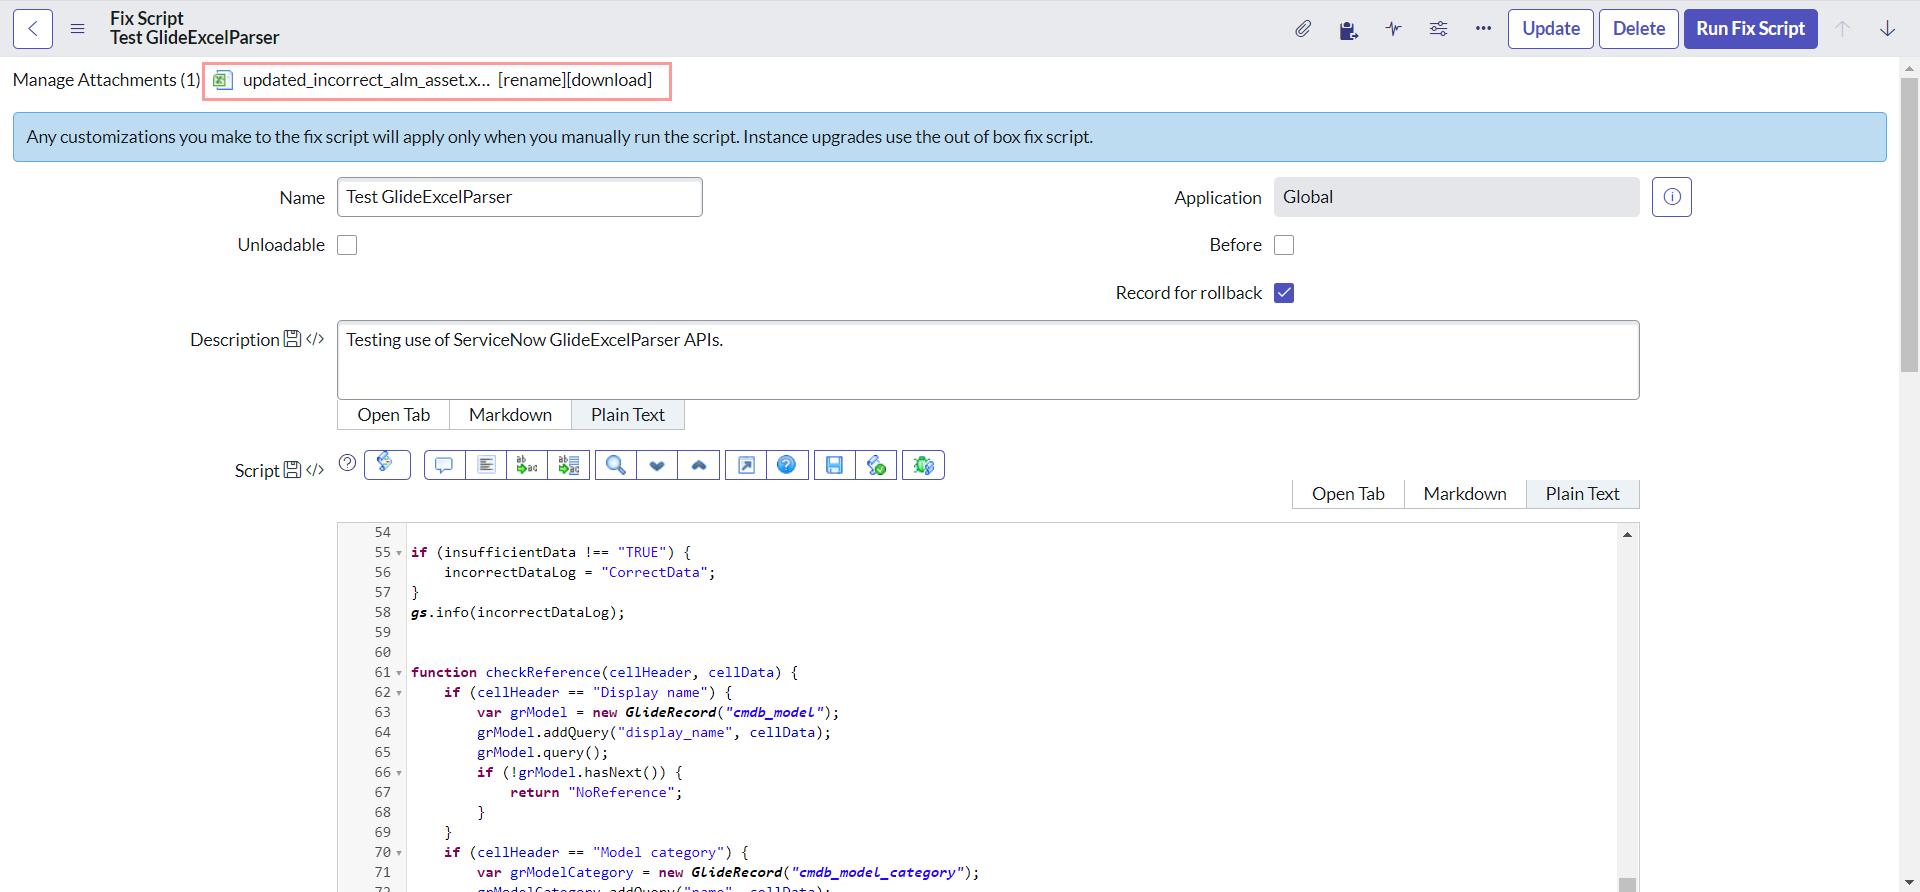 Fix Script
Test GlideExcelParser
Update
Delete
Run Fix Script
Manage Attachments (1) updated_incorrect_alm_asset.x... [rename][download]
Any customizations you make to the fix script will apply only when you manually run the script. Instance upgrades use the out of box fix script.
Name Test GlideExcelParser
Application Global
Unloadable
Before
Record for rollback
Description </> Testing use of ServiceNow GlideExcelParser APIs.
Open Tab Markdown Plain Text
Script </>
Open Tab Markdown Plain Text
54
55 if (insufficientData !== "TRUE") {
56 incorrectDataLog = "CorrectData";
57 }
58 gs.info(incorrectDataLog);
59
60
61 function checkReference(cellHeader, cellData) {
62 if (cellHeader == "Display name") {
63 var grModel = new GlideRecord("cmdb_model");
64 grModel.addQuery("display_name", cellData);
65 grModel.query();
66 if (!grModel.hasNext()) {
67 return "NoReference";
68 }
69 }
70 if (cellHeader == "Model category") {
71 var grModelCategory = new GlideRecord("cmdb_model_category");
72 grModelCategory.addQuery("name", cellData);